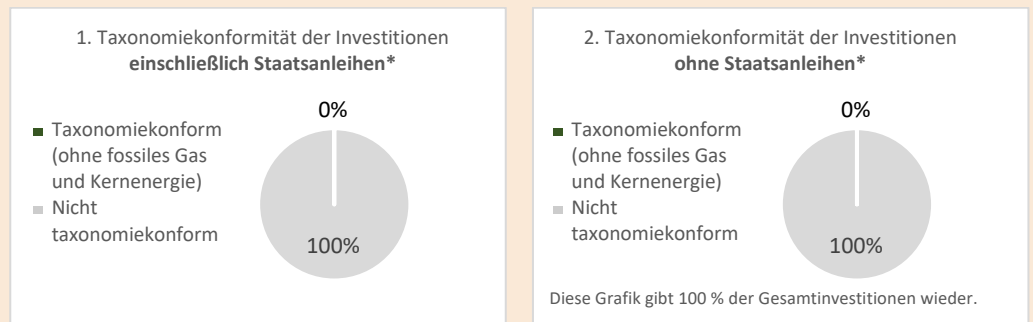 1. Taxonomiekonformität der Investitionen
einschließlich Staatsanleihen*
0%
Taxonomiekonform
(ohne fossiles Gas
und Kernenergie)
Nicht
taxonomiekonform
100%
2. Taxonomiekonformität der Investitionen
ohne Staatsanleihen*
0%
Taxonomiekonform
(ohne fossiles Gas
und Kernenergie)
Nicht
taxonomiekonform
100%
Diese Grafik gibt 100 % der Gesamtinvestitionen wieder.